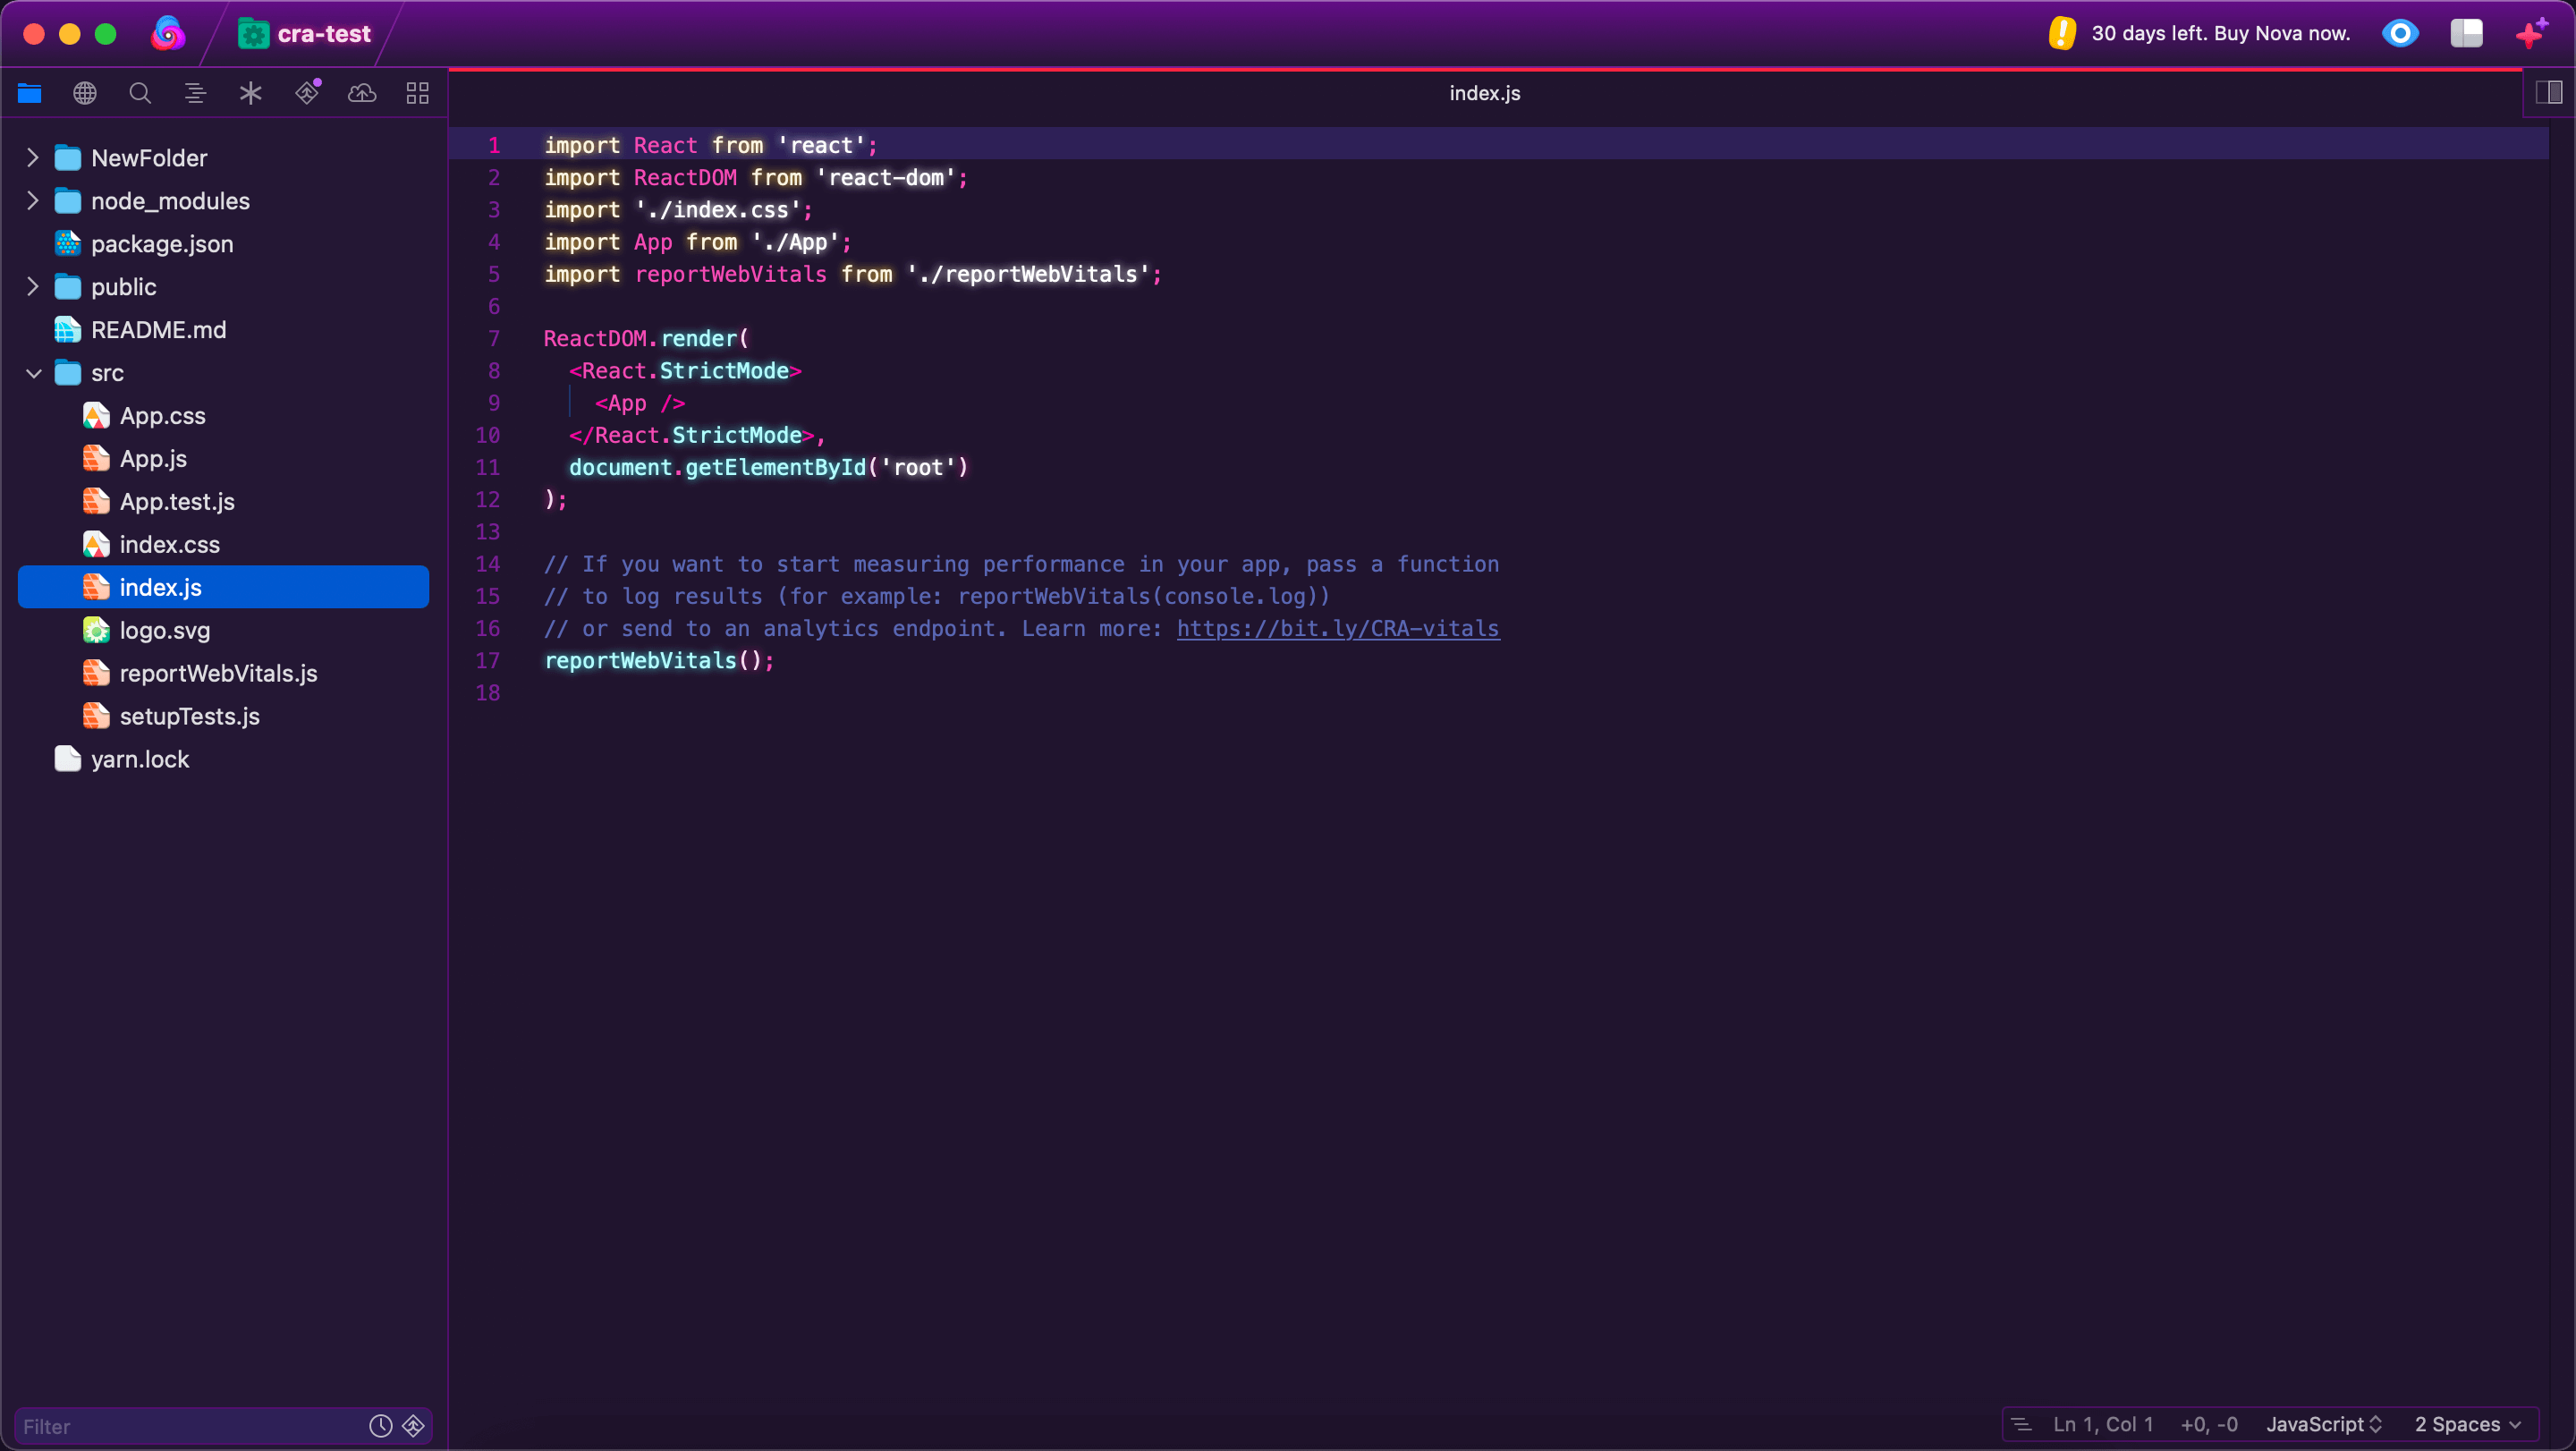 cra-test
30 days left. Buy Nova now.
index.js
NewFolder
node_modules
package.json
public
README.md
src
App.css
App.js
App.test.js
index.css
index.js
logo.svg
reportWebVitals.js
setupTests.js
yarn.lock
Filter
1 import React from 'react';
2 import ReactDOM from 'react-dom';
3 import './index.css';
4 import App from './App';
5 import reportWebVitals from './reportWebVitals';
6
7 ReactDOM.render(
8 <React.StrictMode>
9 <App />
10 </React.StrictMode>,
11 document.getElementById('root')
12 );
13
14 // If you want to start measuring performance in your app, pass a function
15 // to log results (for example: reportWebVitals(console.log))
16 // or send to an analytics endpoint. Learn more: https://bit.ly/CRA-vitals
17 reportWebVitals();
18
Ln 1, Col 1 +0, -0 JavaScript 2 Spaces